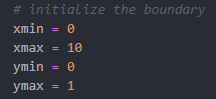 # initialize the boundary
xmin = 0
xmax = 10
ymin = 0
ymax = 1